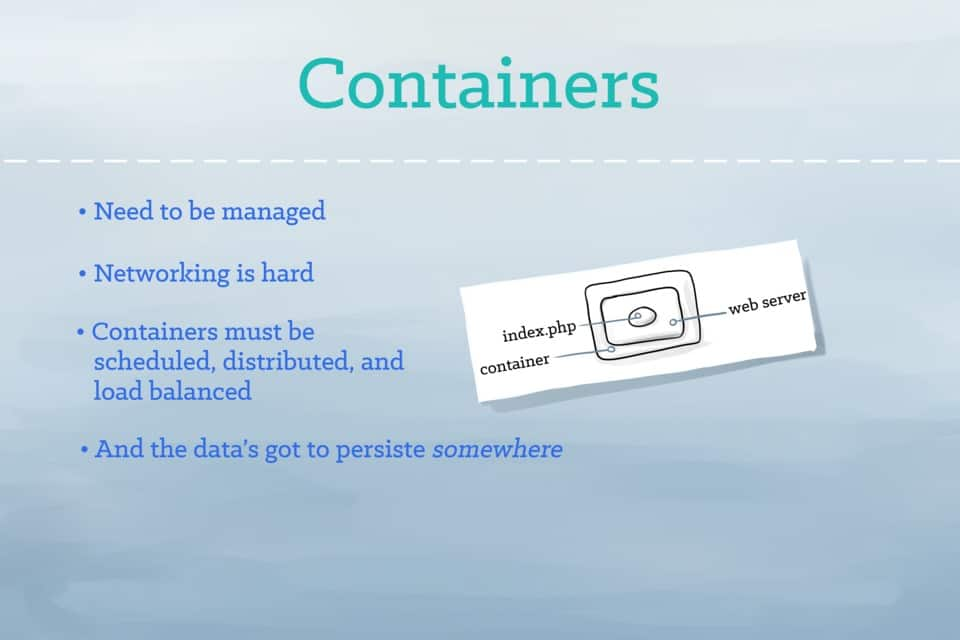 Containers
• Need to be managed
• Networking is hard
• Containers must be
scheduled, distributed, and
load balanced
• And the data's got to persiste somewhere
index.php
web server
container